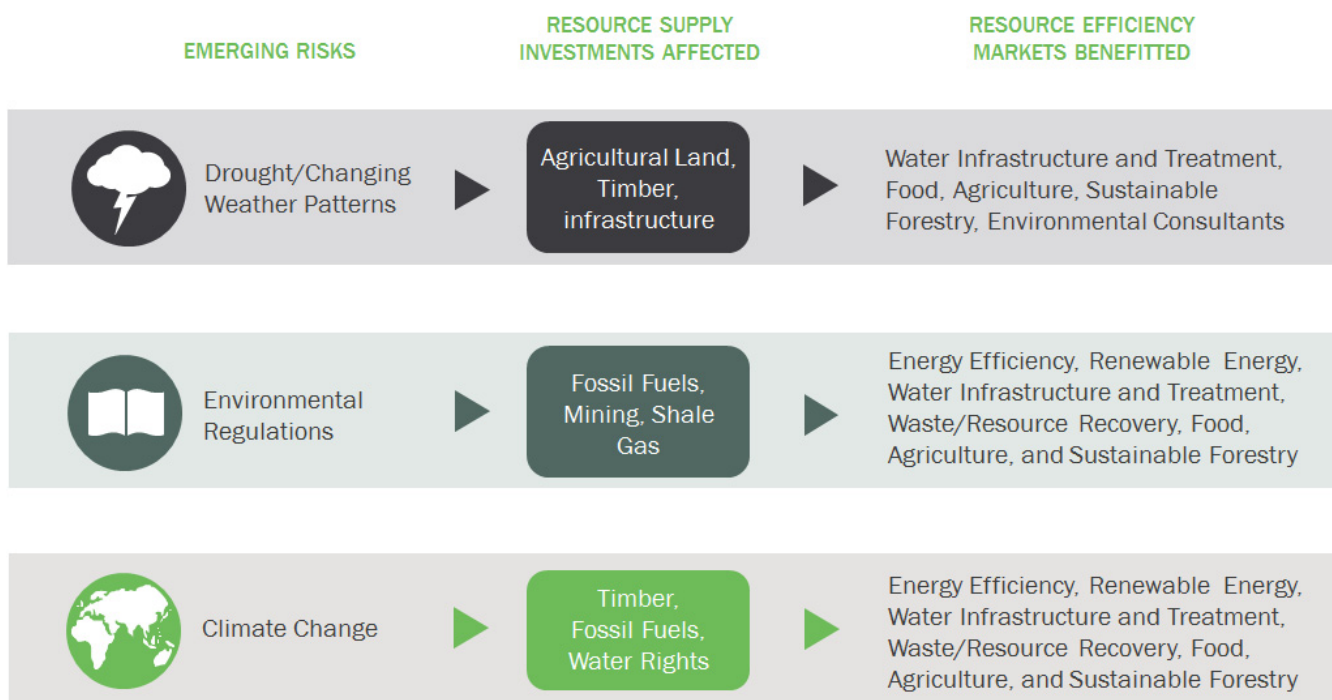 EMERGING RISKS
RESOURCE SUPPLY
INVESTMENTS AFFECTED
RESOURCE EFFICIENCY
MARKETS BENEFITTED
Drought/Changing
Weather Patterns
Agricultural Land,
Timber,
infrastructure
Water Infrastructure and Treatment,
Food, Agriculture, Sustainable
Forestry, Environmental Consultants
Environmental
Regulations
Fossil Fuels,
Mining, Shale
Gas
Energy Efficiency, Renewable Energy,
Water Infrastructure and Treatment,
Waste/Resource Recovery, Food,
Agriculture, and Sustainable Forestry
Climate Change
Timber,
Fossil Fuels,
Water Rights
Energy Efficiency, Renewable Energy,
Water Infrastructure and Treatment,
Waste/Resource Recovery, Food,
Agriculture, and Sustainable Forestry